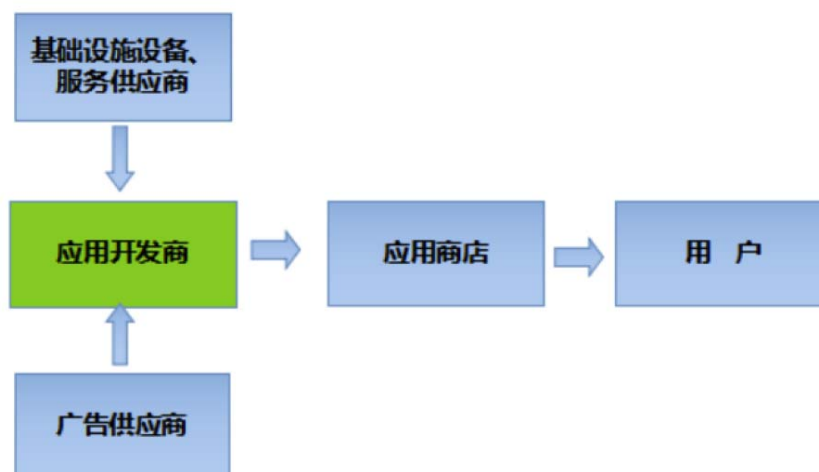 基础设施设备、
服务供应商
应用开发商
应用商店
用 户
广告供应商